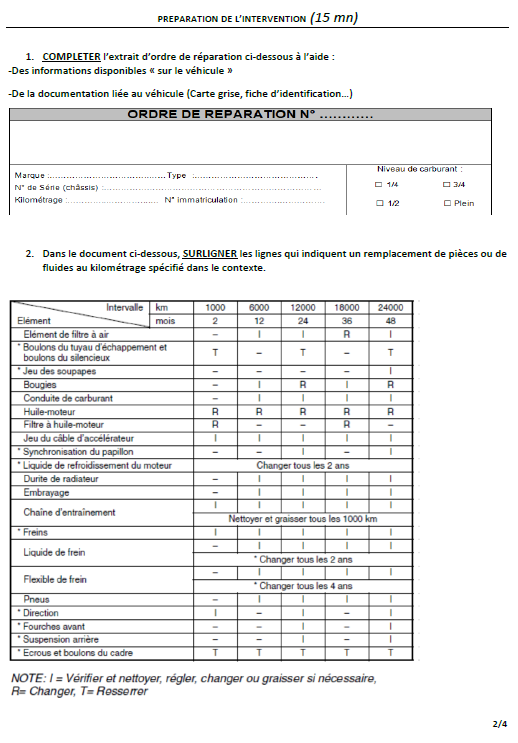 PREPARATION DE L'INTERVENTION (15 mn)
1. COMPLETER l'extrait d'ordre de réparation ci-dessous à l'aide :
-Des informations disponibles « sur le véhicule »
-De la documentation liée au véhicule (Carte grise, fiche d'identification…)
ORDRE DE REPARATION N° ............
Marque :..........................................Type :.............................................
N° de Série (châssis) :...............................................................................
Kilométrage :................................. N° immatriculation :..............................
Niveau de carburant :
☐ 1/4 ☐ 3/4
☐ 1/2 ☐ Plein
2. Dans le document ci-dessous, SURLIGNER les lignes qui indiquent un remplacement de pièces ou de
fluides au kilométrage spécifié dans le contexte.
Intervalle km 1000 6000 12000 18000 24000
Elément mois 2 12 24 36 48
Elément de filtre à air – I I R I
* Boulons du tuyau d'échappement et
boulons du silencieux T – T – T
* Jeu des soupapes – – – – I
Bougies – I R I R
Conduite de carburant – I I I I
Huile-moteur R R R R R
Filtre à huile-moteur R – – R –
Jeu du câble d'accélérateur I I I I I
* Synchronisation du papillon – – I – I
* Liquide de refroidissement du moteur Changer tous les 2 ans
Durite de radiateur – I I I I
Embrayage – I I I I
Chaîne d'entraînement I I I I I
Nettoyer et graisser tous les 1000 km
* Freins I I I I I
Liquide de frein – I I I I
* Changer tous les 2 ans
Flexible de frein – I I I I
* Changer tous les 4 ans
Pneus – I I I I
* Direction I – I – I
* Fourches avant – – I – I
* Suspension arrière – – I – I
* Ecrous et boulons du cadre T T T T T
NOTE: I = Vérifier et nettoyer, régler, changer ou graisser si nécessaire,
R= Changer, T= Resserrer
2/4